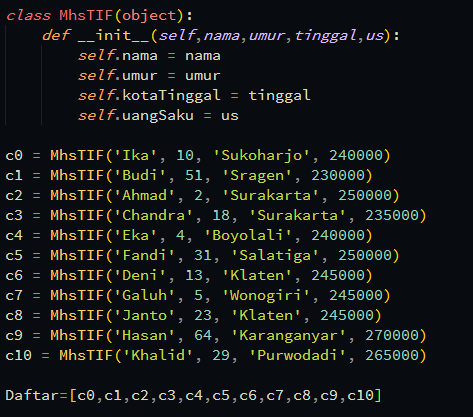 class MhsTIF(object):
    def __init__(self,nama,umur,tinggal,us):
        self.nama = nama
        self.umur = umur
        self.kotaTinggal = tinggal
        self.uangSaku = us

c0 = MhsTIF('Ika', 10, 'Sukoharjo', 240000)
c1 = MhsTIF('Budi', 51, 'Sragen', 230000)
c2 = MhsTIF('Ahmad', 2, 'Surakarta', 250000)
c3 = MhsTIF('Chandra', 18, 'Surakarta', 235000)
c4 = MhsTIF('Eka', 4, 'Boyolali', 240000)
c5 = MhsTIF('Fandi', 31, 'Salatiga', 250000)
c6 = MhsTIF('Deni', 13, 'Klaten', 245000)
c7 = MhsTIF('Galuh', 5, 'Wonogiri', 245000)
c8 = MhsTIF('Janto', 23, 'Klaten', 245000)
c9 = MhsTIF('Hasan', 64, 'Karanganyar', 270000)
c10 = MhsTIF('Khalid', 29, 'Purwodadi', 265000)

Daftar=[c0,c1,c2,c3,c4,c5,c6,c7,c8,c9,c10]